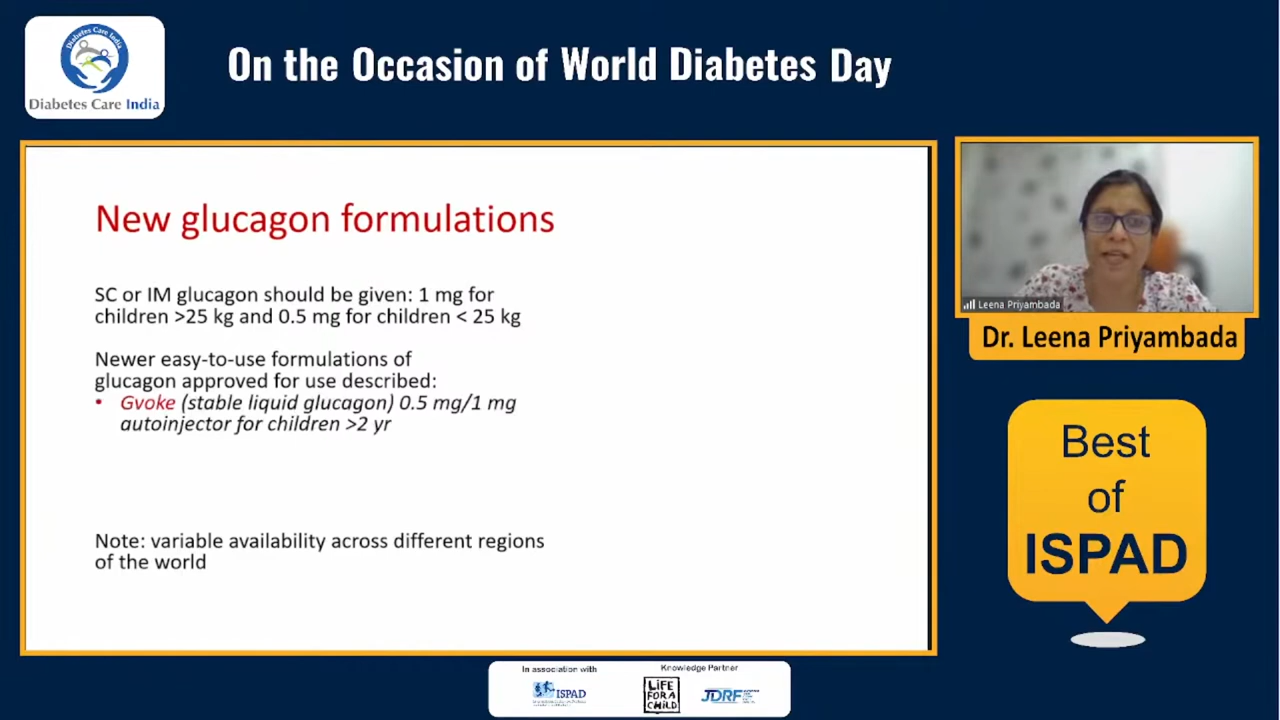 Diabetes Care India
Diabetes Care India
On the Occasion of World Diabetes Day
New glucagon formulations
SC or IM glucagon should be given: 1 mg for
children >25 kg and 0.5 mg for children < 25 kg
Newer easy-to-use formulations of
glucagon approved for use described:
• Gvoke (stable liquid glucagon) 0.5 mg/1 mg
autoinjector for children >2 yr
Note: variable availability across different regions
of the world
Leena Priyambada
Dr. Leena Priyambada
Best
of
ISPAD
In association with
ISPAD
Knowledge Partner
LiFE
FOR A
CHiLD
JDRF